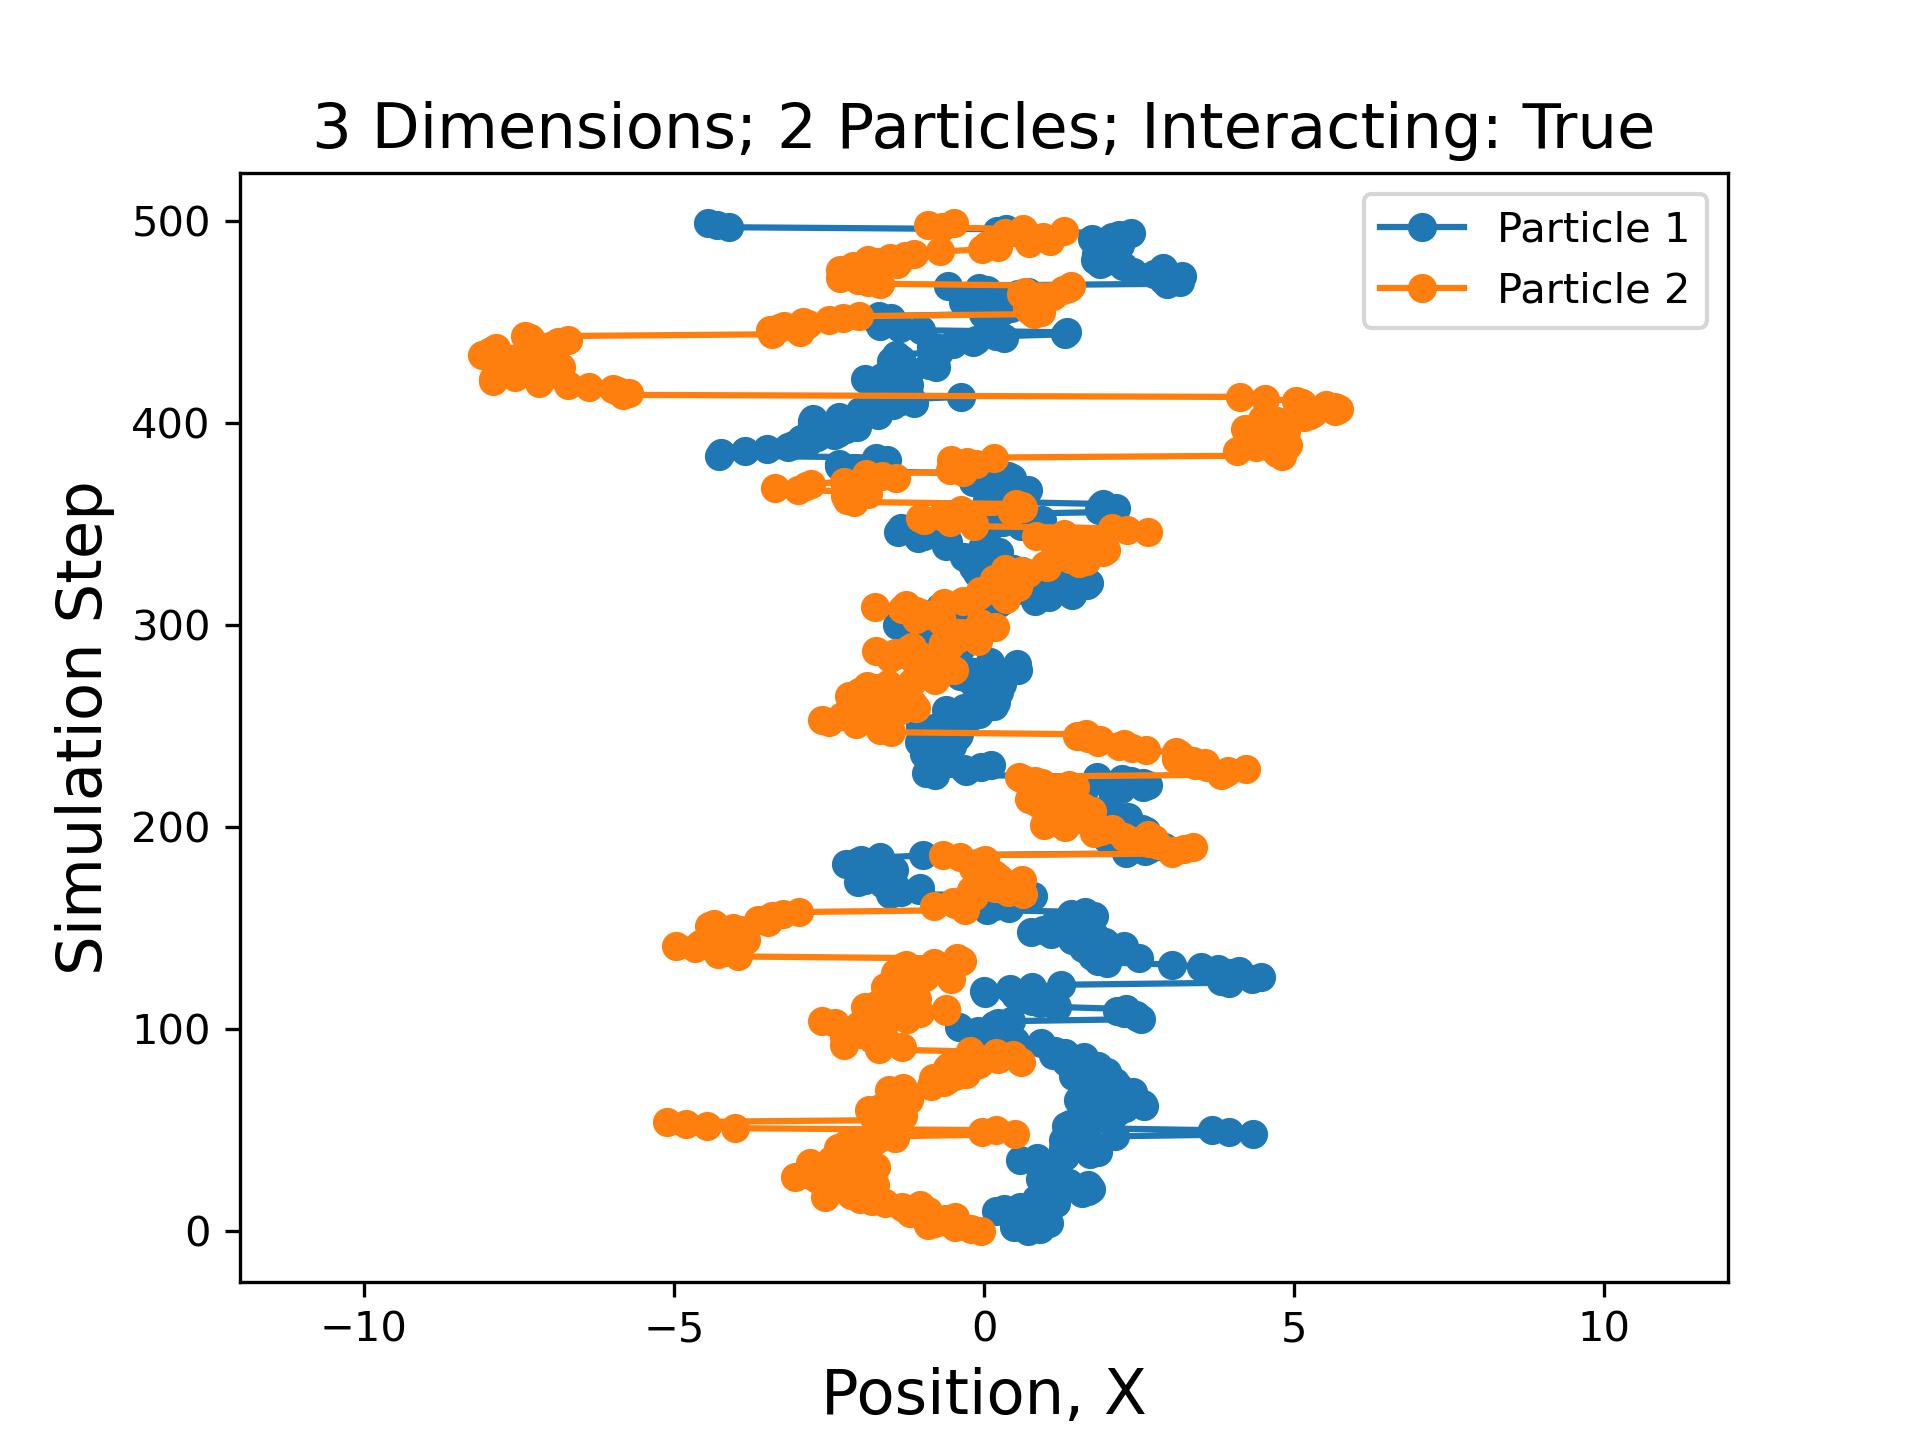 3 Dimensions; 2 Particles; Interacting: True
Particle 1
Particle 2
Simulation Step
500
400
300
200
100
0
−10
−5
0
5
10
Position, X